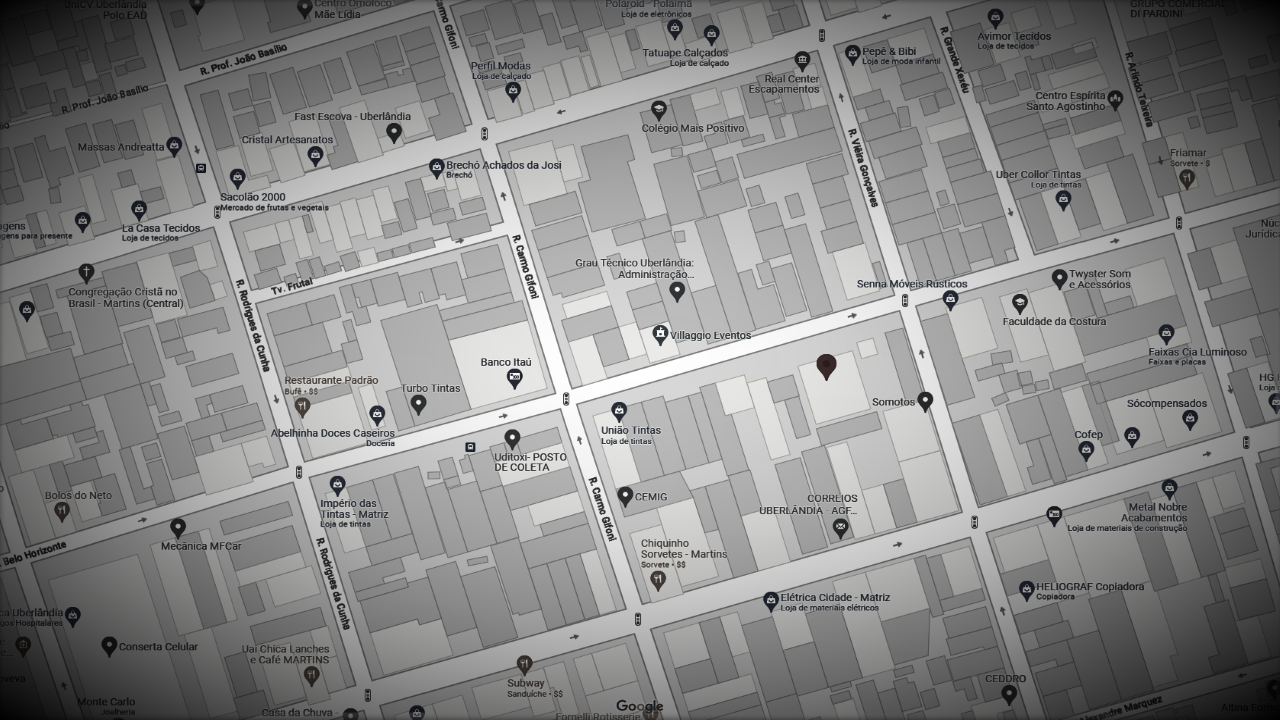 UniCV Uberlândia
Polo EAD
Centro Omolocô
Mãe Lídia
Carmo Gifoni
Polaroid - Polaima
Loja de eletrônicos
Tatuape Calçados
Loja de calçado
Pepê & Bibi
Loja de moda infantil
R. Grande Xexéu
Avimor Tecidos
Loja de tecidos
GRUPO COMERCIAL
DI PARDINI
R. Arlindo Teixeira
R. Prof. João Basílio
R. Prof. João Basílio
Perfil Modas
Loja de calçado
Real Center
Escapamentos
Centro Espírita
Santo Agostinho
Fast Escova - Uberlândia
Cristal Artesanatos
Massas Andreatta
Colégio Mais Positivo
R. Vieira Gonçalves
Friamar
Sorvete • $
Brechó Achados da Josi
Brechó
Uber Collor Tintas
Loja de tintas
Sacolão 2000
Mercado de frutas e vegetais
La Casa Tecidos
Loja de tecidos
agens
gens para presente
R. Carmo Gifoni
Grau Técnico Uberlândia:
Administração...
Congregação Cristã no
Brasil - Martins (Central)
R. Rodrigues da Cunha
Tv. Frutal
Senna Móveis Rústicos
Twyster Som
e Acessórios
Faculdade da Costura
Villaggio Eventos
Faixas Cia Luminoso
Faixas e placas
Banco Itaú
Restaurante Padrão
Bufê • $$
Turbo Tintas
Somotos
Sócompensados
Abelhinha Doces Caseiros
Doceria
União Tintas
Loja de tintas
Cofep
Uditoxi- POSTO
DE COLETA
CEMIG
R. Carmo Gifoni
CORREIOS
UBERLÂNDIA - AGF...
Bolos do Neto
Império das
Tintas - Matriz
Loja de tintas
Metal Nobre
Acabamentos
Loja de materiais de construção
Belo Horizonte
Mecânica MFCar
R. Rodrigues da Cunha
Chiquinho
Sorvetes - Martins
Sorvete • $$
Elétrica Cidade - Matriz
Loja de materiais elétricos
HELIOGRAF Copiadora
Copiadora
Uberlândia
Hospitalares
Conserta Celular
Uai Chica Lanches
e Café MARTINS
Subway
Sanduíche • $$
CEDDRO
Monte Carlo
Joalheria
Casa da Chuva
Google
Fornelli Rotisserie
Alexandre Marquez